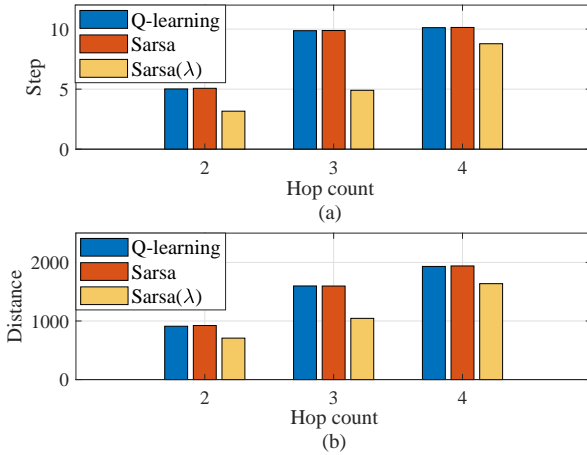 10
5
0
Step
Q-learning
Sarsa
Sarsa(λ)
2 3 4
Hop count
(a)
2000
1000
0
Distance
Q-learning
Sarsa
Sarsa(λ)
2 3 4
Hop count
(b)